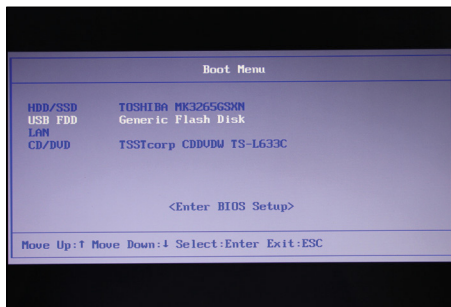 Boot Menu
HDD/SSD TOSHIBA MK3265GSXN
USB FDD Generic Flash Disk
LAN
CD/DVD TSSTcorp CDDVDW TS-L633C
<Enter BIOS Setup>
Move Up:↑ Move Down:↓ Select:Enter Exit:ESC